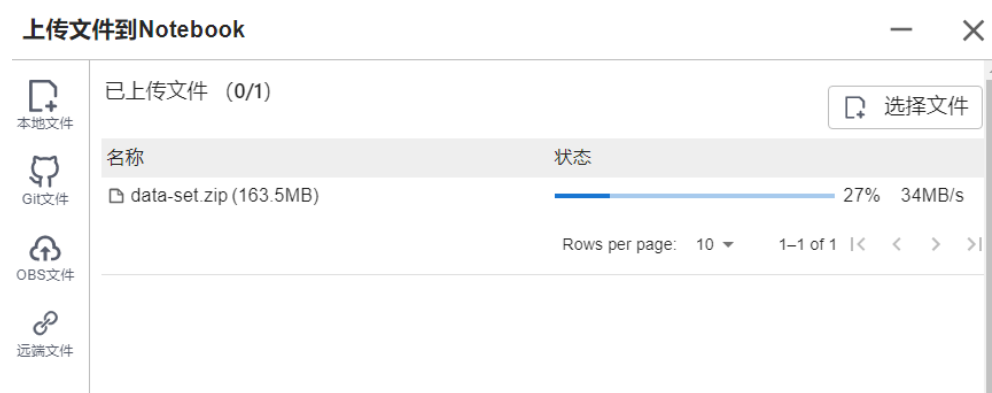 上传文件到Notebook
本地文件
Git文件
OBS文件
远端文件
已上传文件 (0/1)
选择文件
名称 状态
data-set.zip (163.5MB) 27% 34MB/s
Rows per page: 10 1–1 of 1